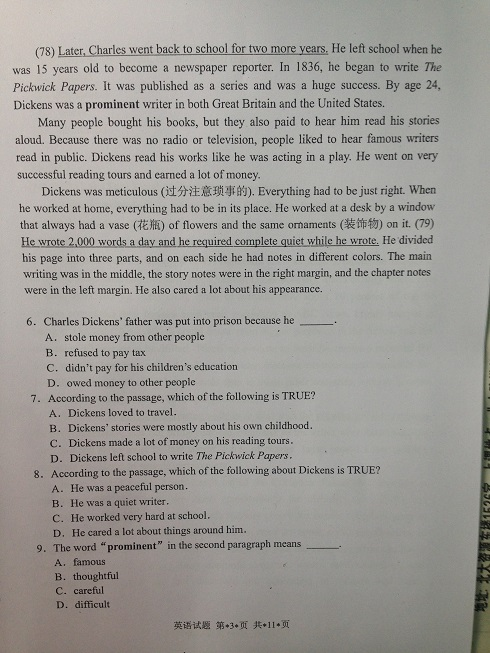 (78) Later, Charles went back to school for two more years. He left school when he
was 15 years old to become a newspaper reporter. In 1836, he began to write The
Pickwick Papers. It was published as a series and was a huge success. By age 24,
Dickens was a prominent writer in both Great Britain and the United States.
Many people bought his books, but they also paid to hear him read his stories
aloud. Because there was no radio or television, people liked to hear famous writers
read in public. Dickens read his works like he was acting in a play. He went on very
successful reading tours and earned a lot of money.
Dickens was meticulous (过分注意琐事的). Everything had to be just right. When
he worked at home, everything had to be in its place. He worked at a desk by a window
that always had a vase (花瓶) of flowers and the same ornaments (装饰物) on it. (79)
He wrote 2,000 words a day and he required complete quiet while he wrote. He divided
his page into three parts, and on each side he had notes in different colors. The main
writing was in the middle, the story notes were in the right margin, and the chapter notes
were in the left margin. He also cared a lot about his appearance.
6. Charles Dickens' father was put into prison because he ______.
A. stole money from other people
B. refused to pay tax
C. didn't pay for his children's education
D. owed money to other people
7. According to the passage, which of the following is TRUE?
A. Dickens loved to travel.
B. Dickens' stories were mostly about his own childhood.
C. Dickens made a lot of money on his reading tours.
D. Dickens left school to write The Pickwick Papers.
8. According to the passage, which of the following about Dickens is TRUE?
A. He was a peaceful person.
B. He was a quiet writer.
C. He worked very hard at school.
D. He cared a lot about things around him.
9. The word "prominent" in the second paragraph means ______.
A. famous
B. thoughtful
C. careful
D. difficult
英语试题 第•3•页 共•11•页